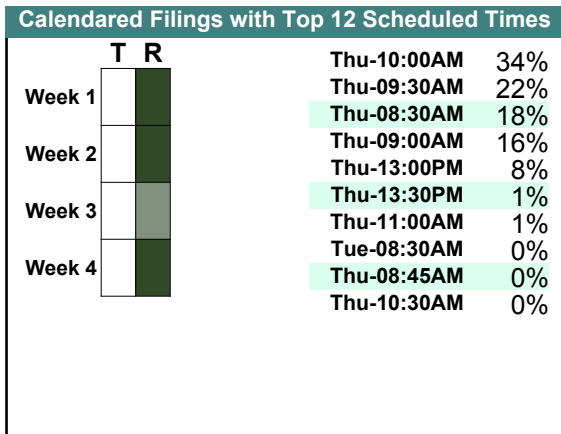 Calendared Filings with Top 12 Scheduled Times
T R
Week 1
Week 2
Week 3
Week 4
Thu-10:00AM 34%
Thu-09:30AM 22%
Thu-08:30AM 18%
Thu-09:00AM 16%
Thu-13:00PM 8%
Thu-13:30PM 1%
Thu-11:00AM 1%
Tue-08:30AM 0%
Thu-08:45AM 0%
Thu-10:30AM 0%